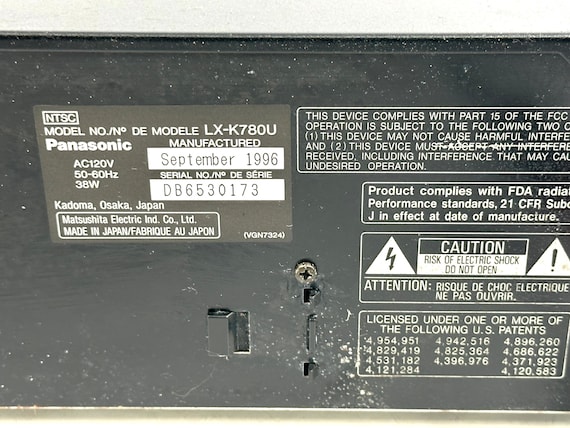 NTSC
MODEL NO./Nº DE MODELE LX-K780U
Panasonic MANUFACTURED
AC120V September 1996
50-60Hz SERIAL NO./Nº DE SÉRIE
38W DB6530173
Kadoma, Osaka, Japan
Matsushita Electric Ind. Co., Ltd.
MADE IN JAPAN/FABRIQUE AU JAPON
(VGN7324)
THIS DEVICE COMPLIES WITH PART 15 OF THE FCC
OPERATION IS SUBJECT TO THE FOLLOWING TWO
(1) THIS DEVICE MAY NOT CAUSE HARMFUL
AND (2) THIS DEVICE MUST ACCEPT ANY
RECEIVED, INCLUDING INTERFERENCE THAT MAY CAUSE
UNDESIRED OPERATION.
Product complies with FDA
Performance standards, 21 CFR
J in effect at date of manufacture.
CAUTION
RISK OF ELECTRIC SHOCK
DO NOT OPEN
ATTENTION: RISQUE DE CHOC ELECTRIQUE
NE PAS OUVRIR.
LICENSED UNDER ONE OR MORE OF
THE FOLLOWING U.S. PATENTS
4,954,951 4,942,516 4,896,260
4,829,419 4,825,364 4,686,622
4,531,182 4,396,976 4,371,923
4,121,284 4,120,583